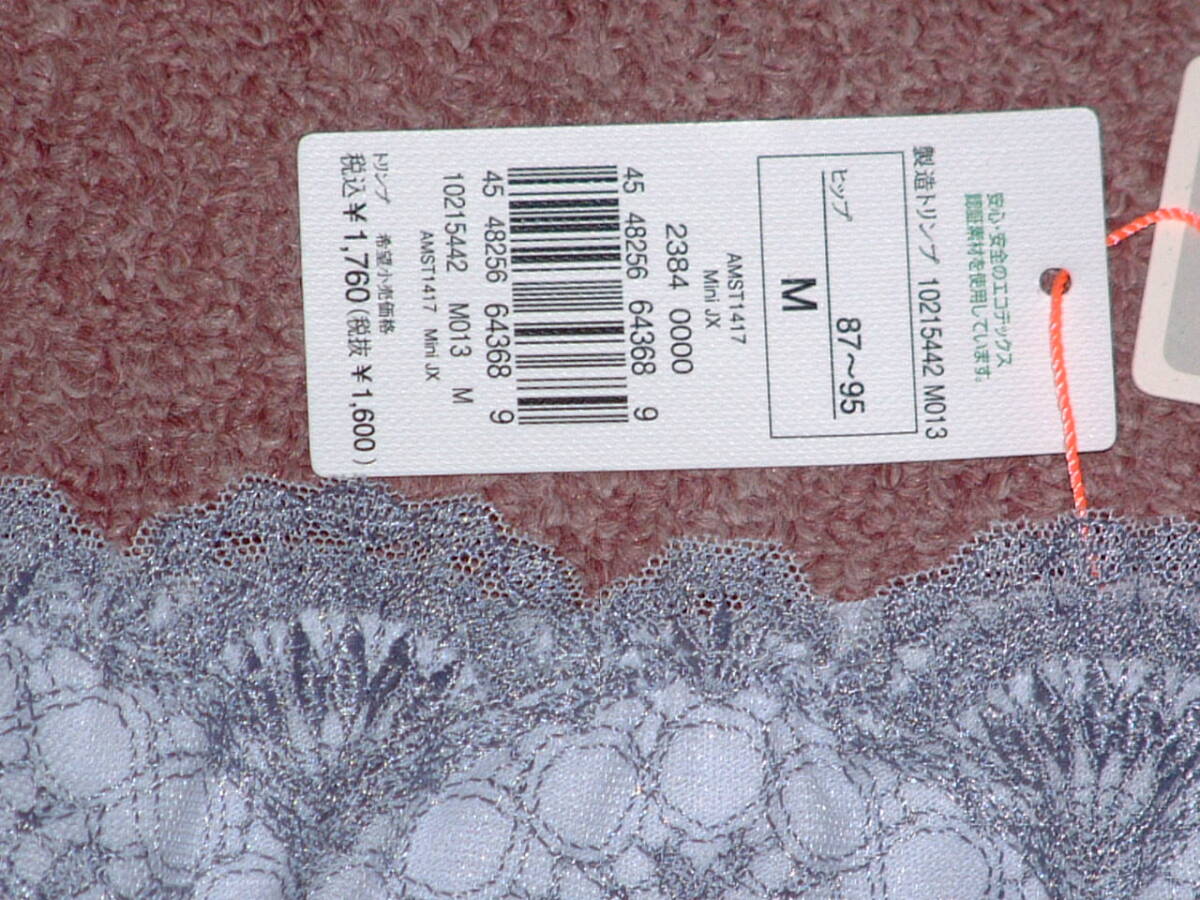 安心・安全のエコテックス
認証素材を使用しています。
製造トリンプ 10215442 M013
ヒップ 87～95
M
AMST1417
Mini JX
2384 0000
45 48256 64368 9
45 48256 64368 9
10215442 M013 M
AMST1417 Mini JX
トリンプ 希望小売価格
税込￥1,760(税抜￥1,600)